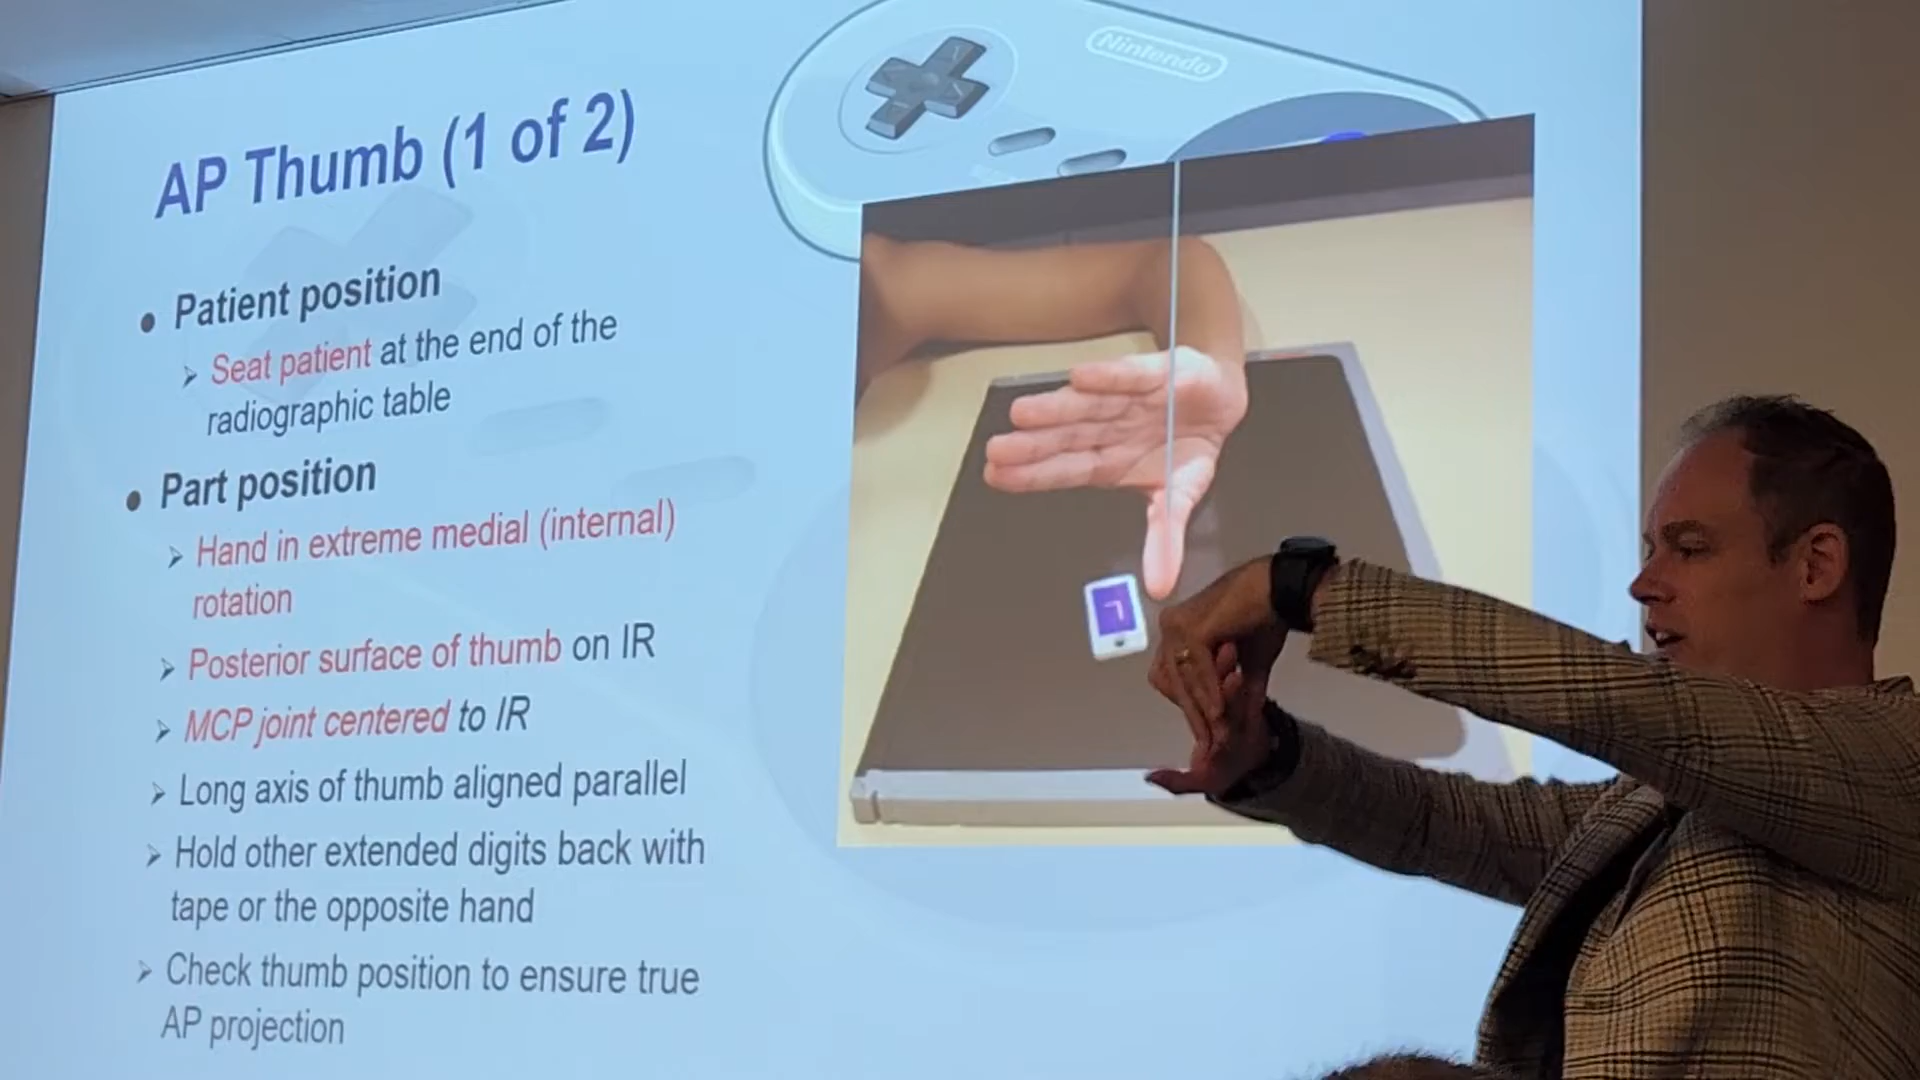 Nintendo
AP Thumb (1 of 2)
Patient position
Seat patient at the end of the
radiographic table
Part position
Hand in extreme medial (internal)
rotation
Posterior surface of thumb on IR
MCP joint centered to IR
Long axis of thumb aligned parallel
Hold other extended digits back with
tape or the opposite hand
Check thumb position to ensure true
AP projection
L